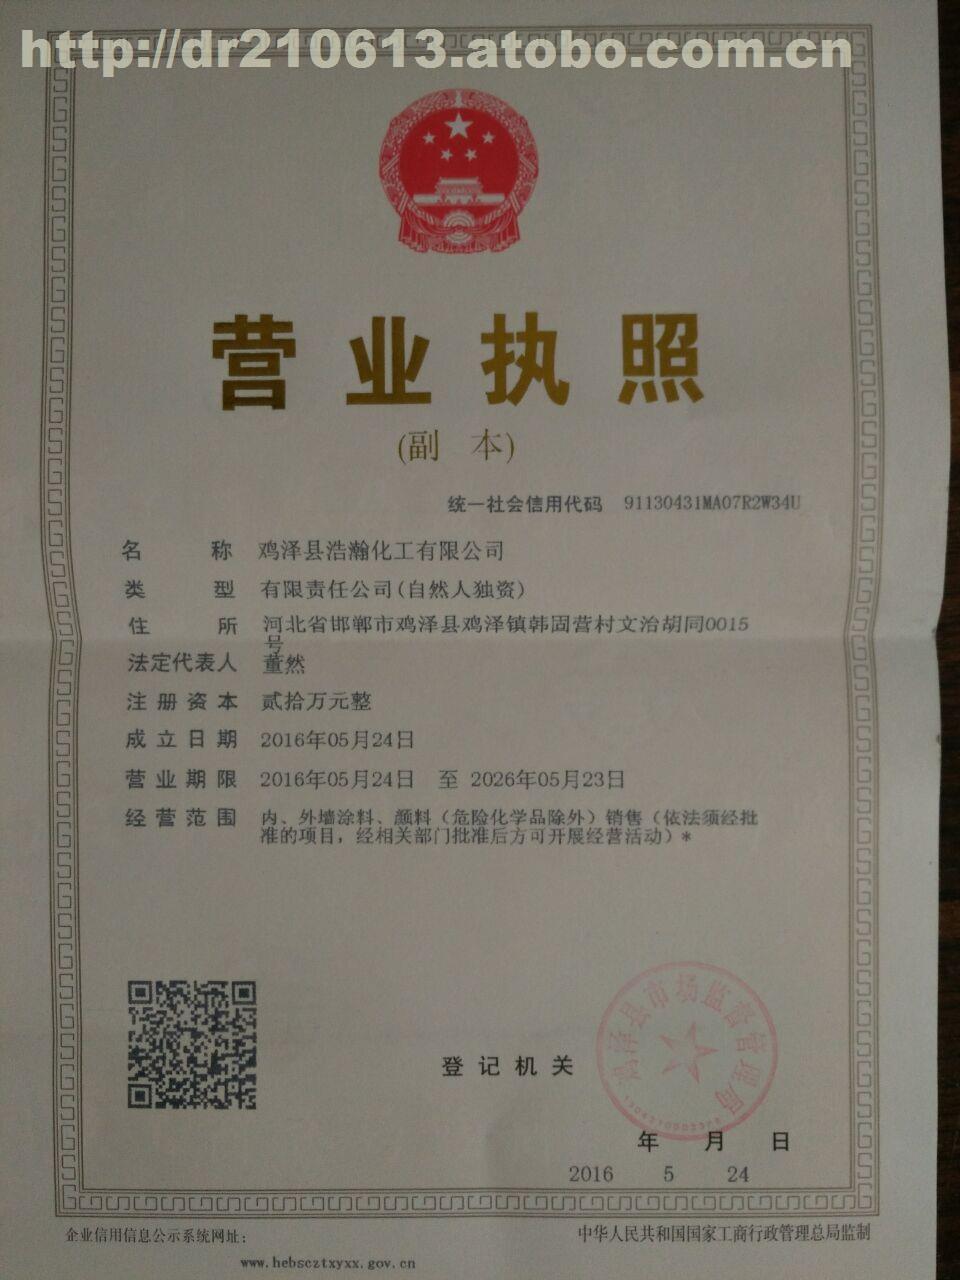 http://dr210613.atobo.com.cn
营业执照
(副 本)
统一社会信用代码 91130431MA07R2W34U
名 称 鸡泽县浩瀚化工有限公司
类 型 有限责任公司(自然人独资)
住 所 河北省邯郸市鸡泽县鸡泽镇韩固营村文治胡同0015
号
法定代表人 董然
注册资本 贰拾万元整
成立日期 2016年05月24日
营业期限 2016年05月24日 至 2026年05月23日
经营范围 内、外墙涂料、颜料（危险化学品除外）销售（依法须经批
准的项目，经相关部门批准后方可开展经营活动）*
鸡泽县市场监督管理局
登记机关
年 月 日
2016 5 24
企业信用信息公示系统网址：
www.hebscztxyxx.gov.cn
中华人民共和国国家工商行政管理总局监制